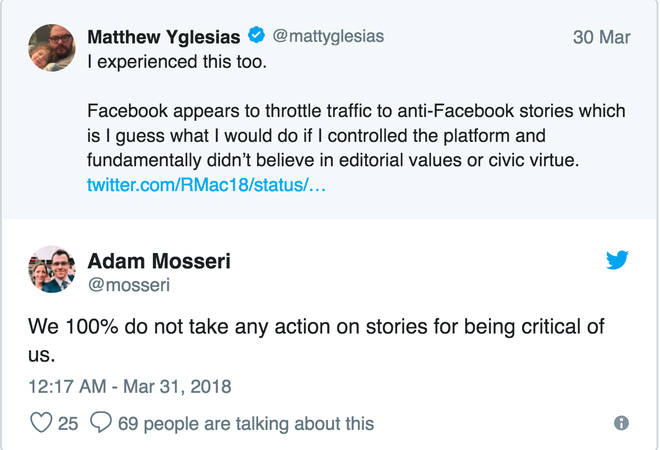 Matthew Yglesias @mattyglesias 30 Mar
I experienced this too.
Facebook appears to throttle traffic to anti-Facebook stories which
is I guess what I would do if I controlled the platform and
fundamentally didn’t believe in editorial values or civic virtue.
twitter.com/RMac18/status/…
Adam Mosseri
@mosseri
We 100% do not take any action on stories for being critical of
us.
12:17 AM - Mar 31, 2018
25 69 people are talking about this